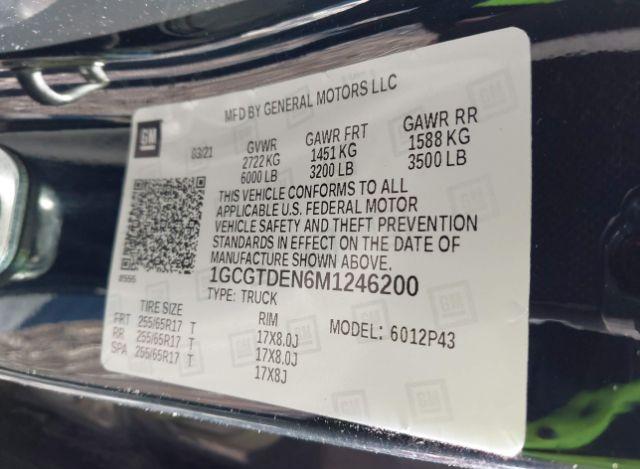 MFD BY GENERAL MOTORS LLC
GM
03/21 GVWR GAWR FRT GAWR RR
2722 KG 1451 KG 1588 KG
6000 LB 3200 LB 3500 LB
THIS VEHICLE CONFORMS TO ALL
APPLICABLE U.S. FEDERAL MOTOR
VEHICLE SAFETY AND THEFT PREVENTION
STANDARDS IN EFFECT ON THE DATE OF
MANUFACTURE SHOWN ABOVE.
1GCGTDEN6M1246200
TYPE: TRUCK
#555
TIRE SIZE RIM MODEL: 6012P43
FRT 255/65R17 T 17X8.0J
RR 255/65R17 T 17X8.0J
SPA 255/65R17 T 17X8J